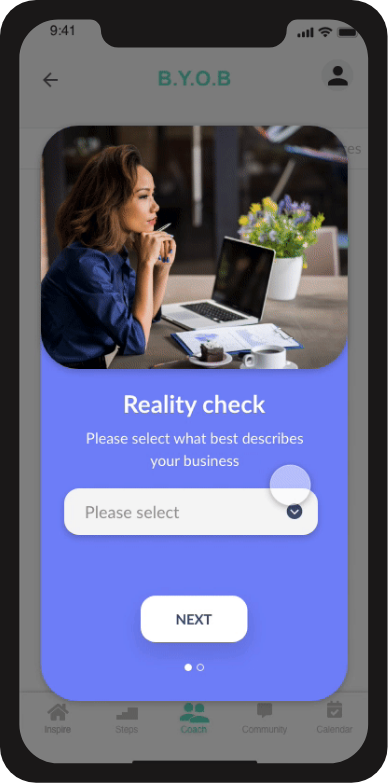 9:41
B.Y.O.B
Reality check
Please select what best describes
your business
Please select
NEXT
Inspire
Steps
Coach
Community
Calendar